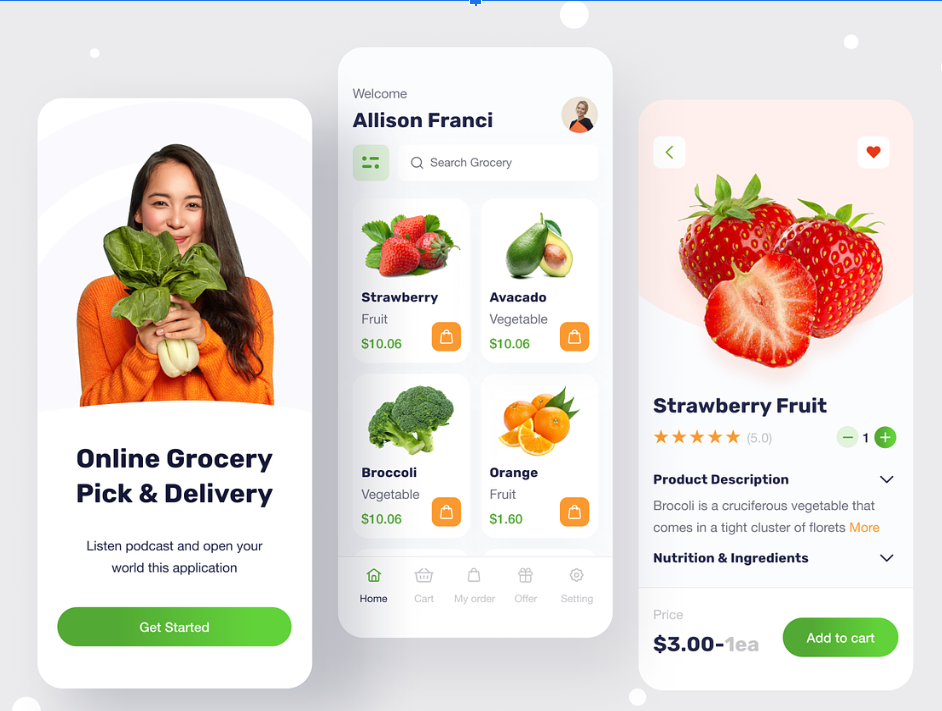 Online Grocery
Pick & Delivery
Listen podcast and open your
world this application
Get Started
Welcome
Allison Franci
Search Grocery
Strawberry
Fruit
$10.06
Avacado
Vegetable
$10.06
Broccoli
Vegetable
$10.06
Orange
Fruit
$1.60
Home
Cart
My order
Offer
Setting
Strawberry Fruit
(5.0)
1
Product Description
Brocoli is a cruciferous vegetable that
comes in a tight cluster of florets More
Nutrition & Ingredients
Price
$3.00-1ea
Add to cart